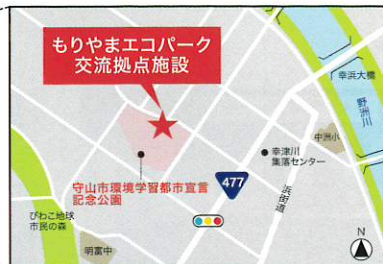 もりやまエコパーク
交流拠点施設
幸浜大橋
野洲川
中洲小
幸津川
集落センター
守山市環境学習都市宣言
記念公園
477
浜街道
びわこ地球
市民の森
明富中
N